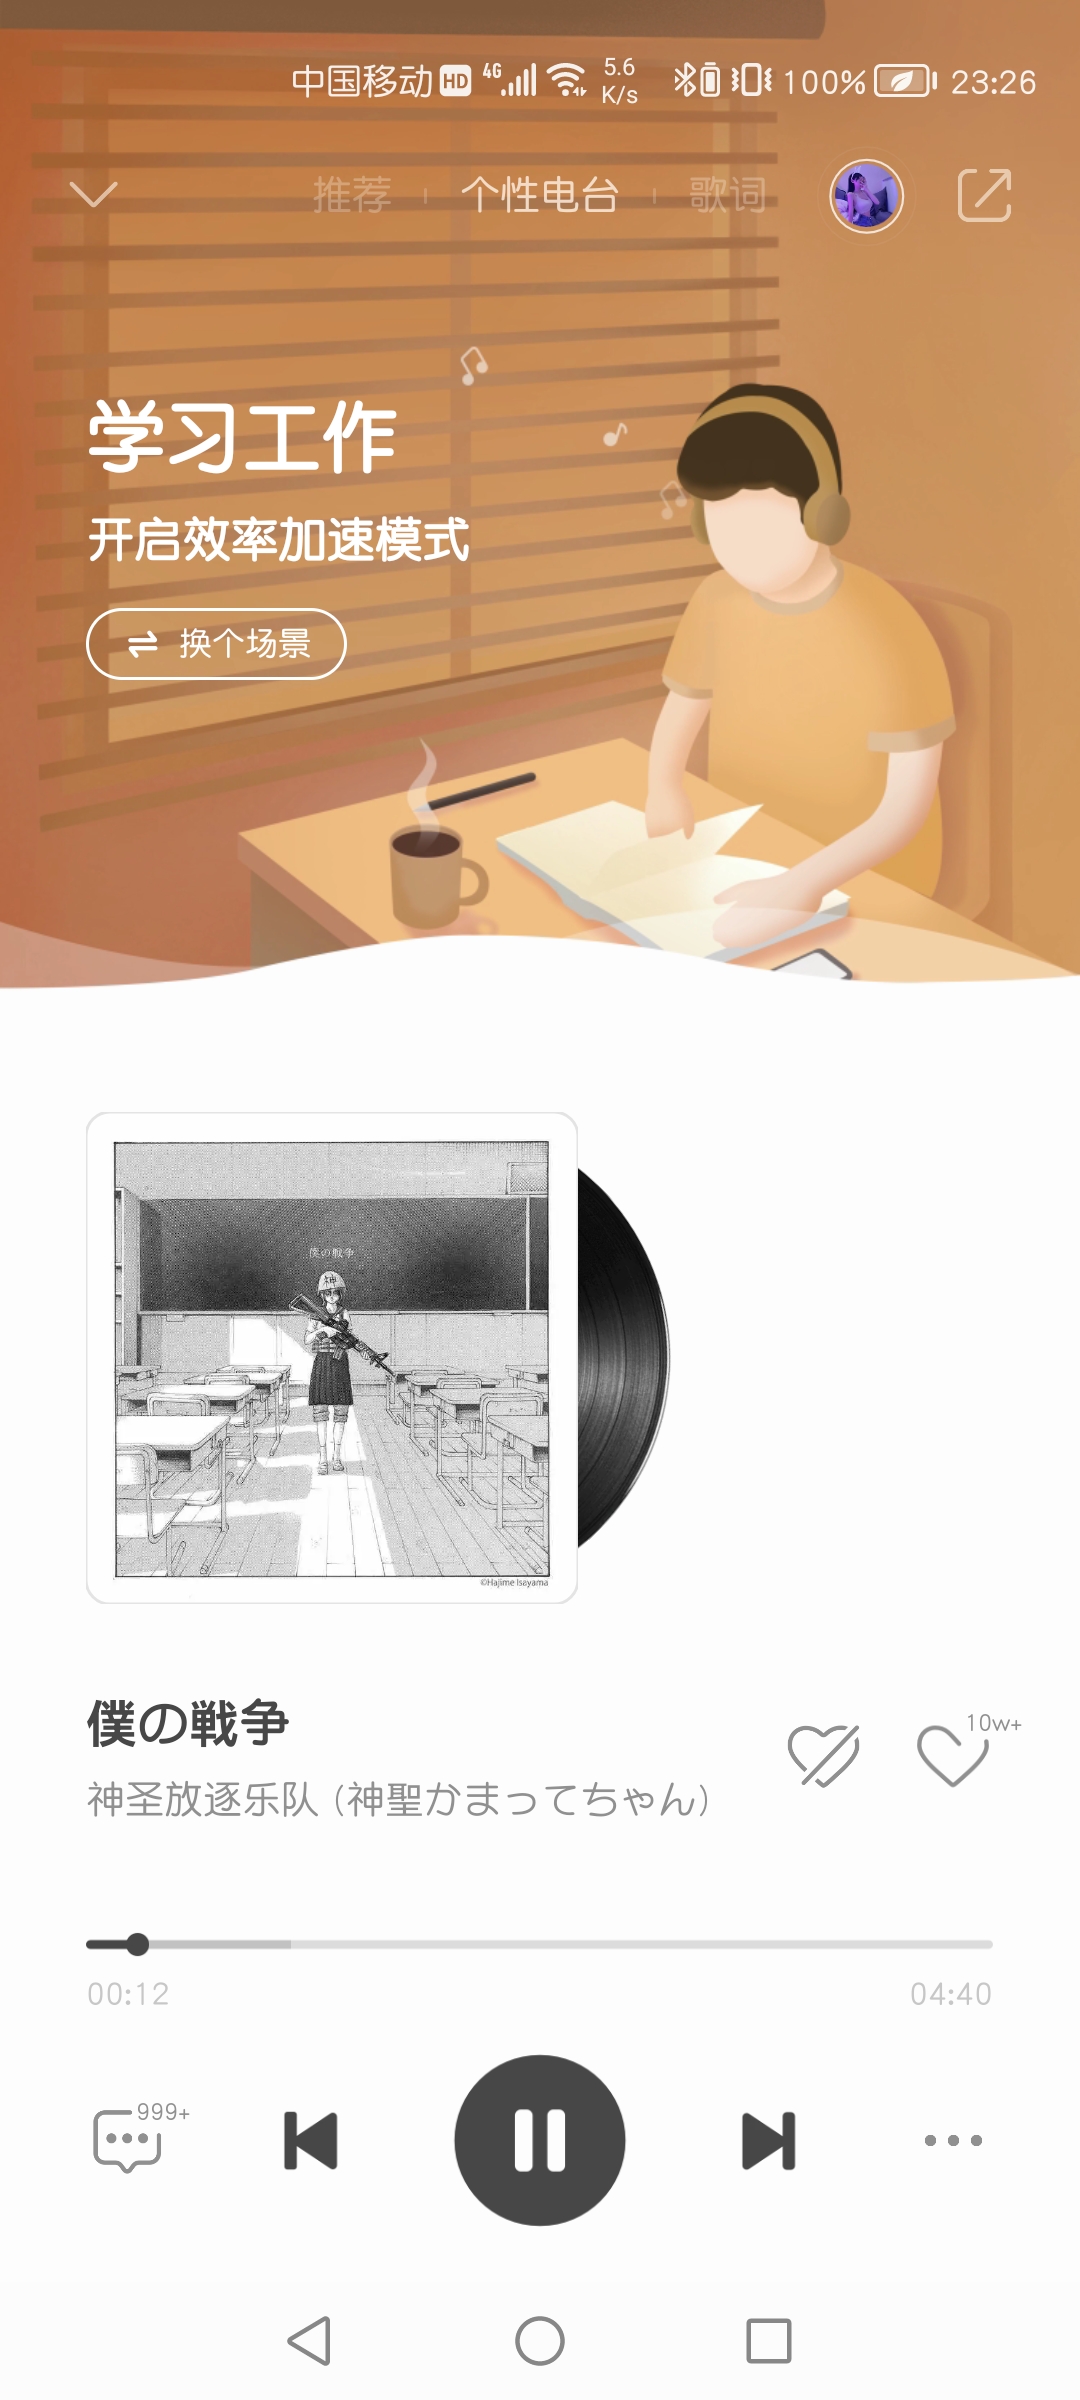 中国移动 HD 4G 5.6 K/s 100% 23:26
推荐 个性电台 歌词
学习工作
开启效率加速模式
换个场景
僕の戦争
神
©Hajime Isayama
僕の戦争
10w+
神圣放逐乐队 (神聖かまってちゃん)
00:12 04:40
999+